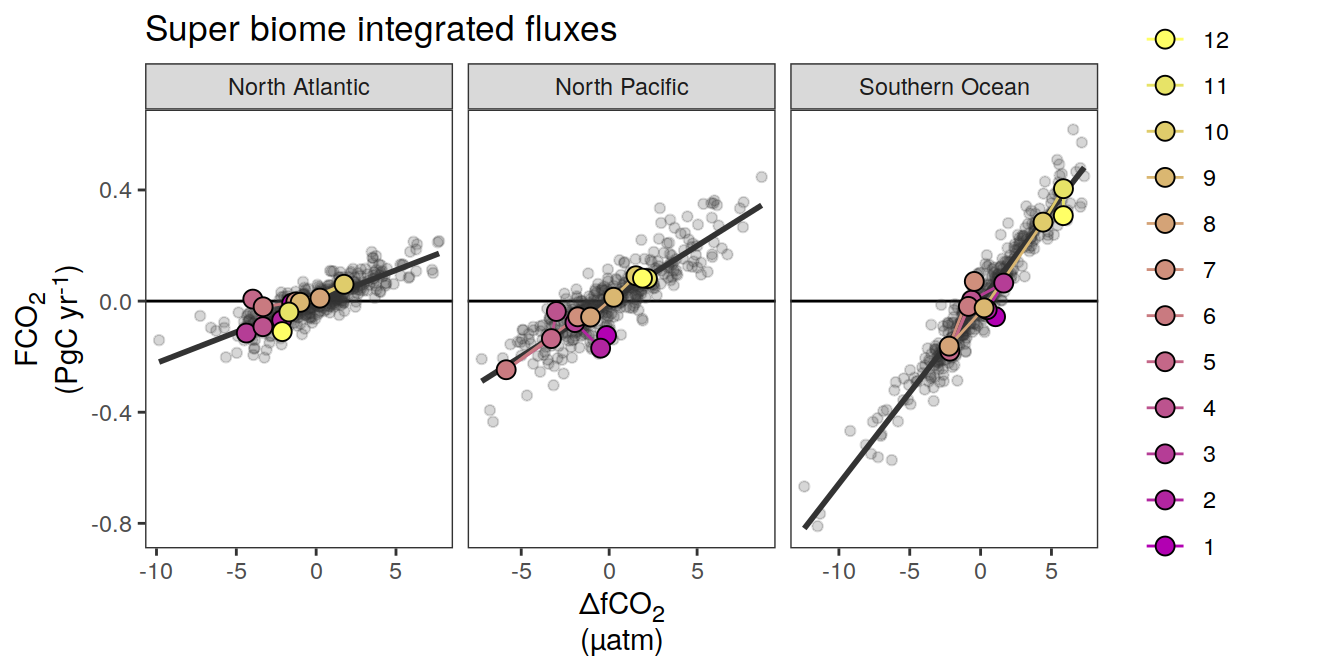 Super biome integrated fluxes
North Atlantic
North Pacific
Southern Ocean
FCO₂
(PgC yr⁻¹)
0.4
0.0
-0.4
-0.8
-10 -5 0 5
-5 0 5
-10 -5 0 5
ΔfCO₂
(μatm)
12
11
10
9
8
7
6
5
4
3
2
1